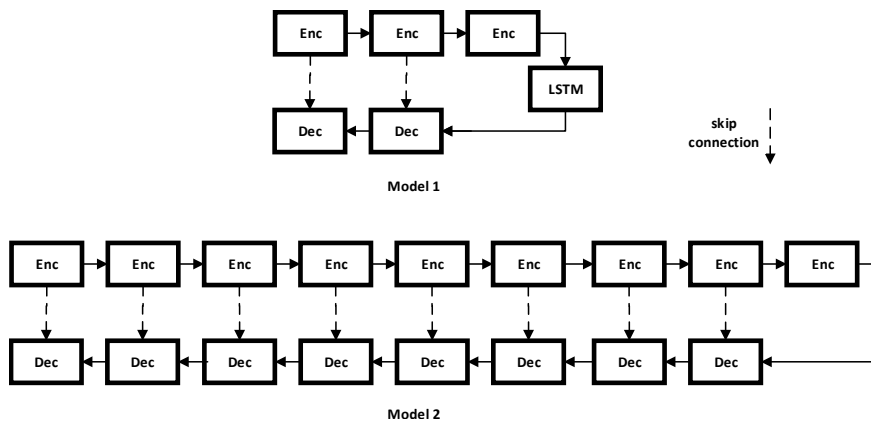 Enc Enc Enc
LSTM
Dec Dec
skip
connection
Model 1
Enc Enc Enc Enc Enc Enc Enc Enc Enc
Dec Dec Dec Dec Dec Dec Dec Dec
Model 2